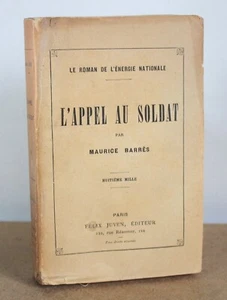 LE ROMAN DE L'ÉNERGIE NATIONALE
L'APPEL AU SOLDAT
PAR
MAURICE BARRÈS
HUITIÈME MILLE
PARIS
FÉLIX JUVEN, ÉDITEUR